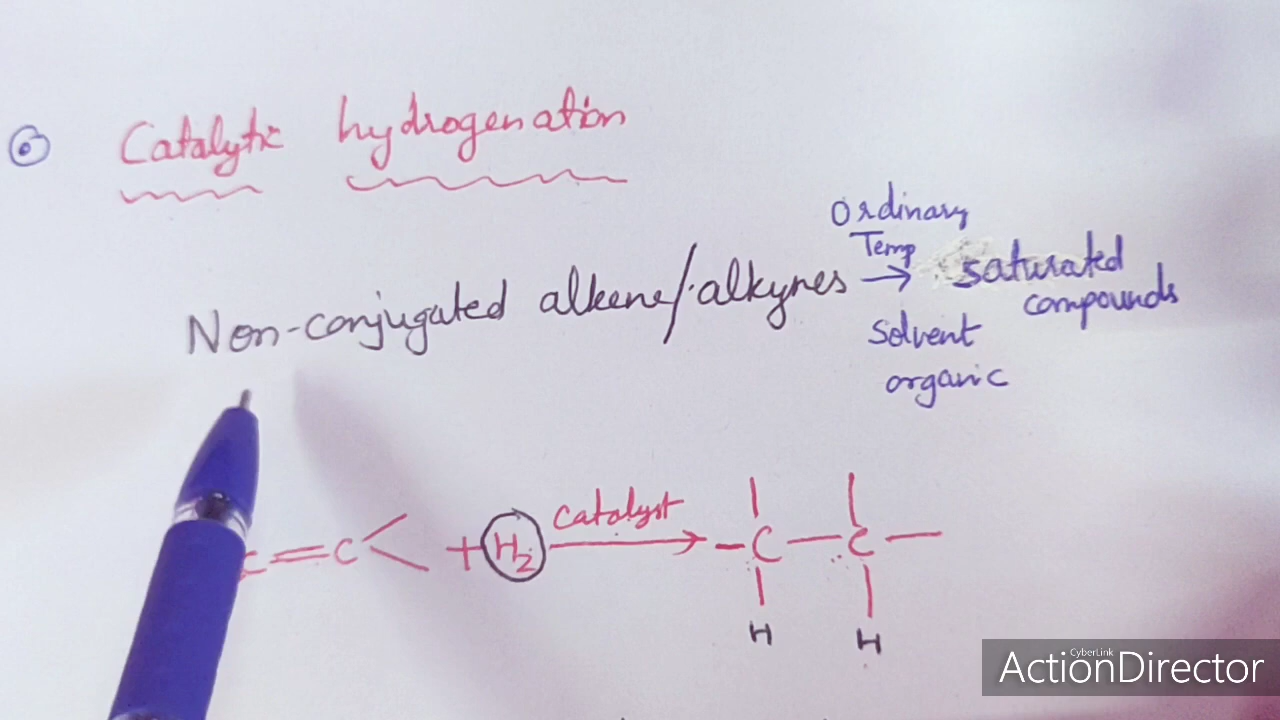 6 Catalytic hydrogenation
Ordinary
Temp
Non-conjugated alkene/alkynes → saturated
compounds
Solvent
organic
C=C + H2 catalyst → -C-C-
H H
CyberLink
ActionDirector